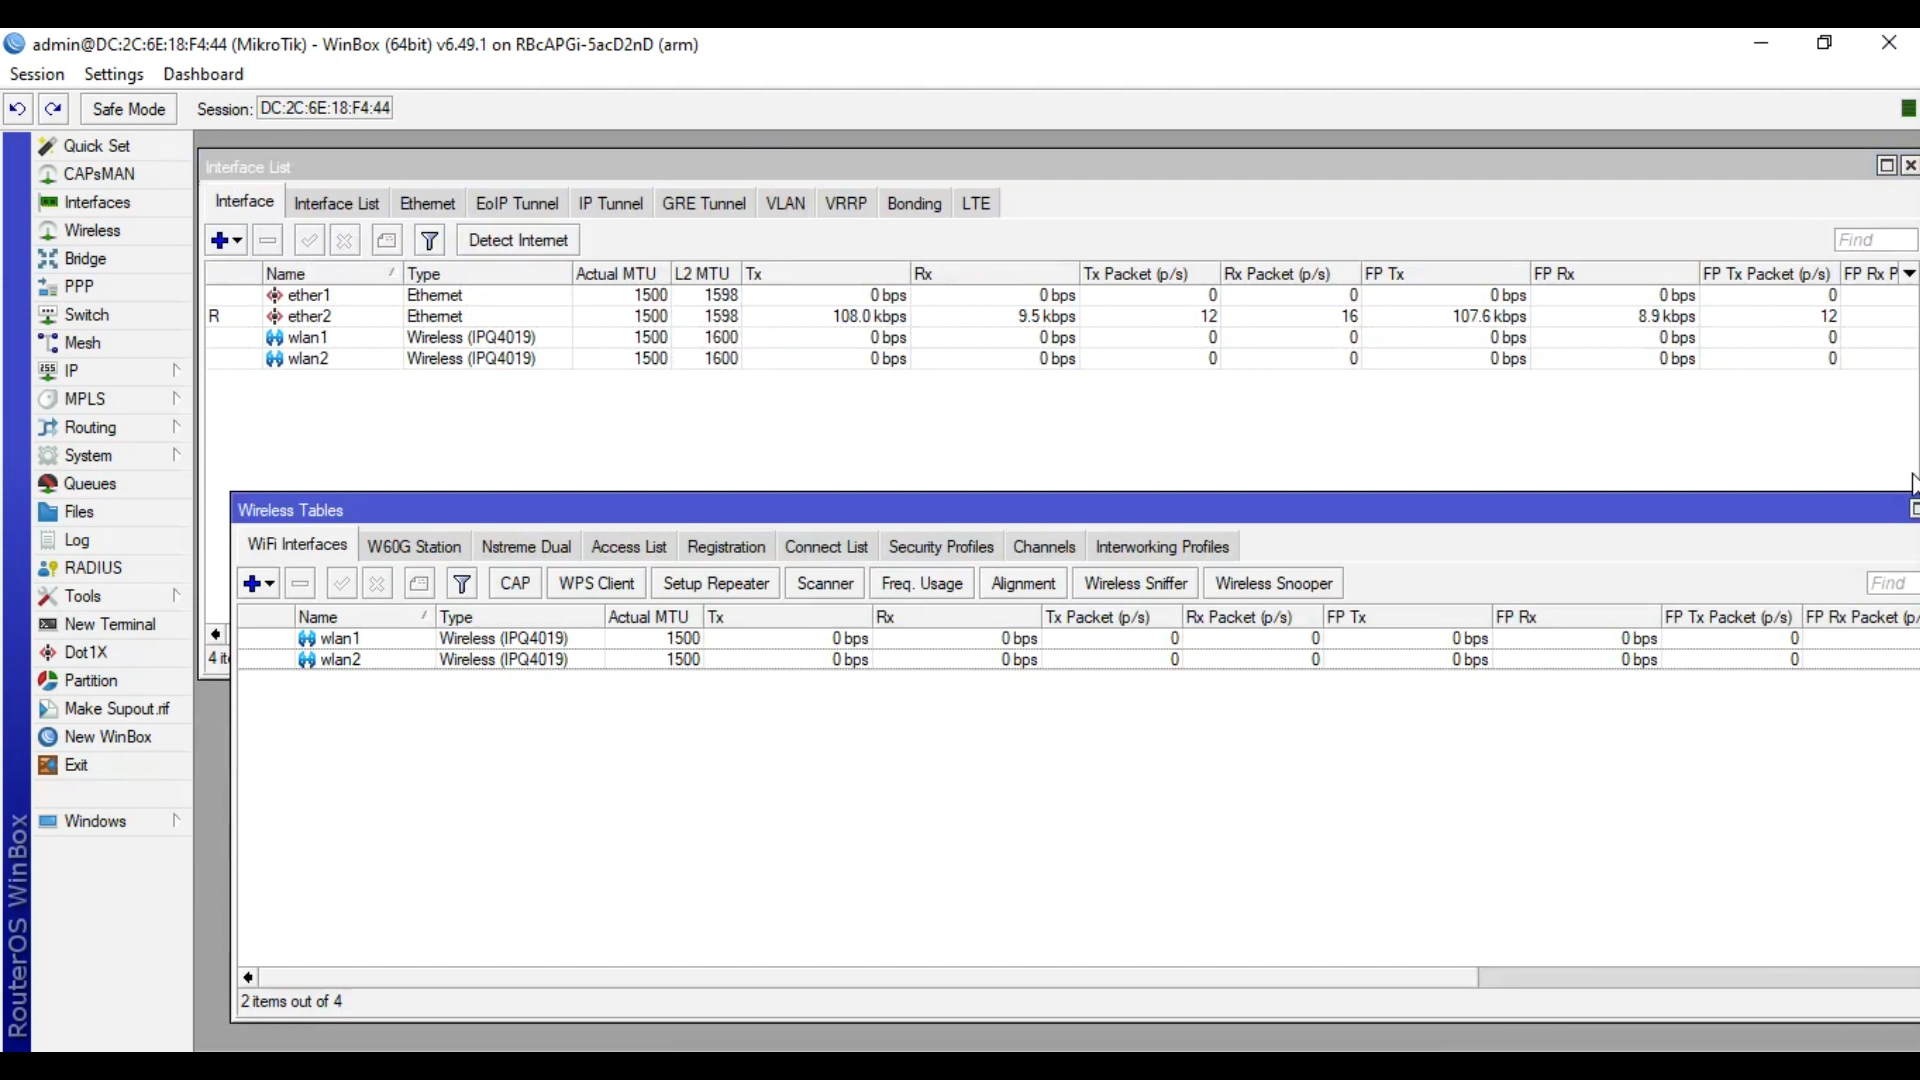 admin@DC:2C:6E:18:F4:44 (MikroTik) - WinBox (64bit) v6.49.1 on RBcAPGi-5acD2nD (arm)
Session Settings Dashboard
Safe Mode Session: DC:2C:6E:18:F4:44
Quick Set
CAPsMAN
Interfaces
Wireless
Bridge
PPP
Switch
Mesh
IP
MPLS
Routing
System
Queues
Files
Log
RADIUS
Tools
New Terminal
Dot1X
Partition
Make Supout.rif
New WinBox
Exit
Windows
RouterOS WinBox
Interface List
Interface Interface List Ethernet EoIP Tunnel IP Tunnel GRE Tunnel VLAN VRRP Bonding LTE
Detect Internet Find
Name Type Actual MTU L2 MTU Tx Rx Tx Packet (p/s) Rx Packet (p/s) FP Tx FP Rx FP Tx Packet (p/s) FP Rx P
ether1 Ethernet 1500 1598 0 bps 0 bps 0 0 0 bps 0 bps 0
R ether2 Ethernet 1500 1598 108.0 kbps 9.5 kbps 12 16 107.6 kbps 8.9 kbps 12
wlan1 Wireless (IPQ4019) 1500 1600 0 bps 0 bps 0 0 0 bps 0 bps 0
wlan2 Wireless (IPQ4019) 1500 1600 0 bps 0 bps 0 0 0 bps 0 bps 0
4 ite
Wireless Tables
WiFi Interfaces W60G Station Nstreme Dual Access List Registration Connect List Security Profiles Channels Interworking Profiles
CAP WPS Client Setup Repeater Scanner Freq. Usage Alignment Wireless Sniffer Wireless Snooper Find
Name Type Actual MTU Tx Rx Tx Packet (p/s) Rx Packet (p/s) FP Tx FP Rx FP Tx Packet (p/s) FP Rx Packet (p/
wlan1 Wireless (IPQ4019) 1500 0 bps 0 bps 0 0 0 bps 0 bps 0
wlan2 Wireless (IPQ4019) 1500 0 bps 0 bps 0 0 0 bps 0 bps 0
2 items out of 4